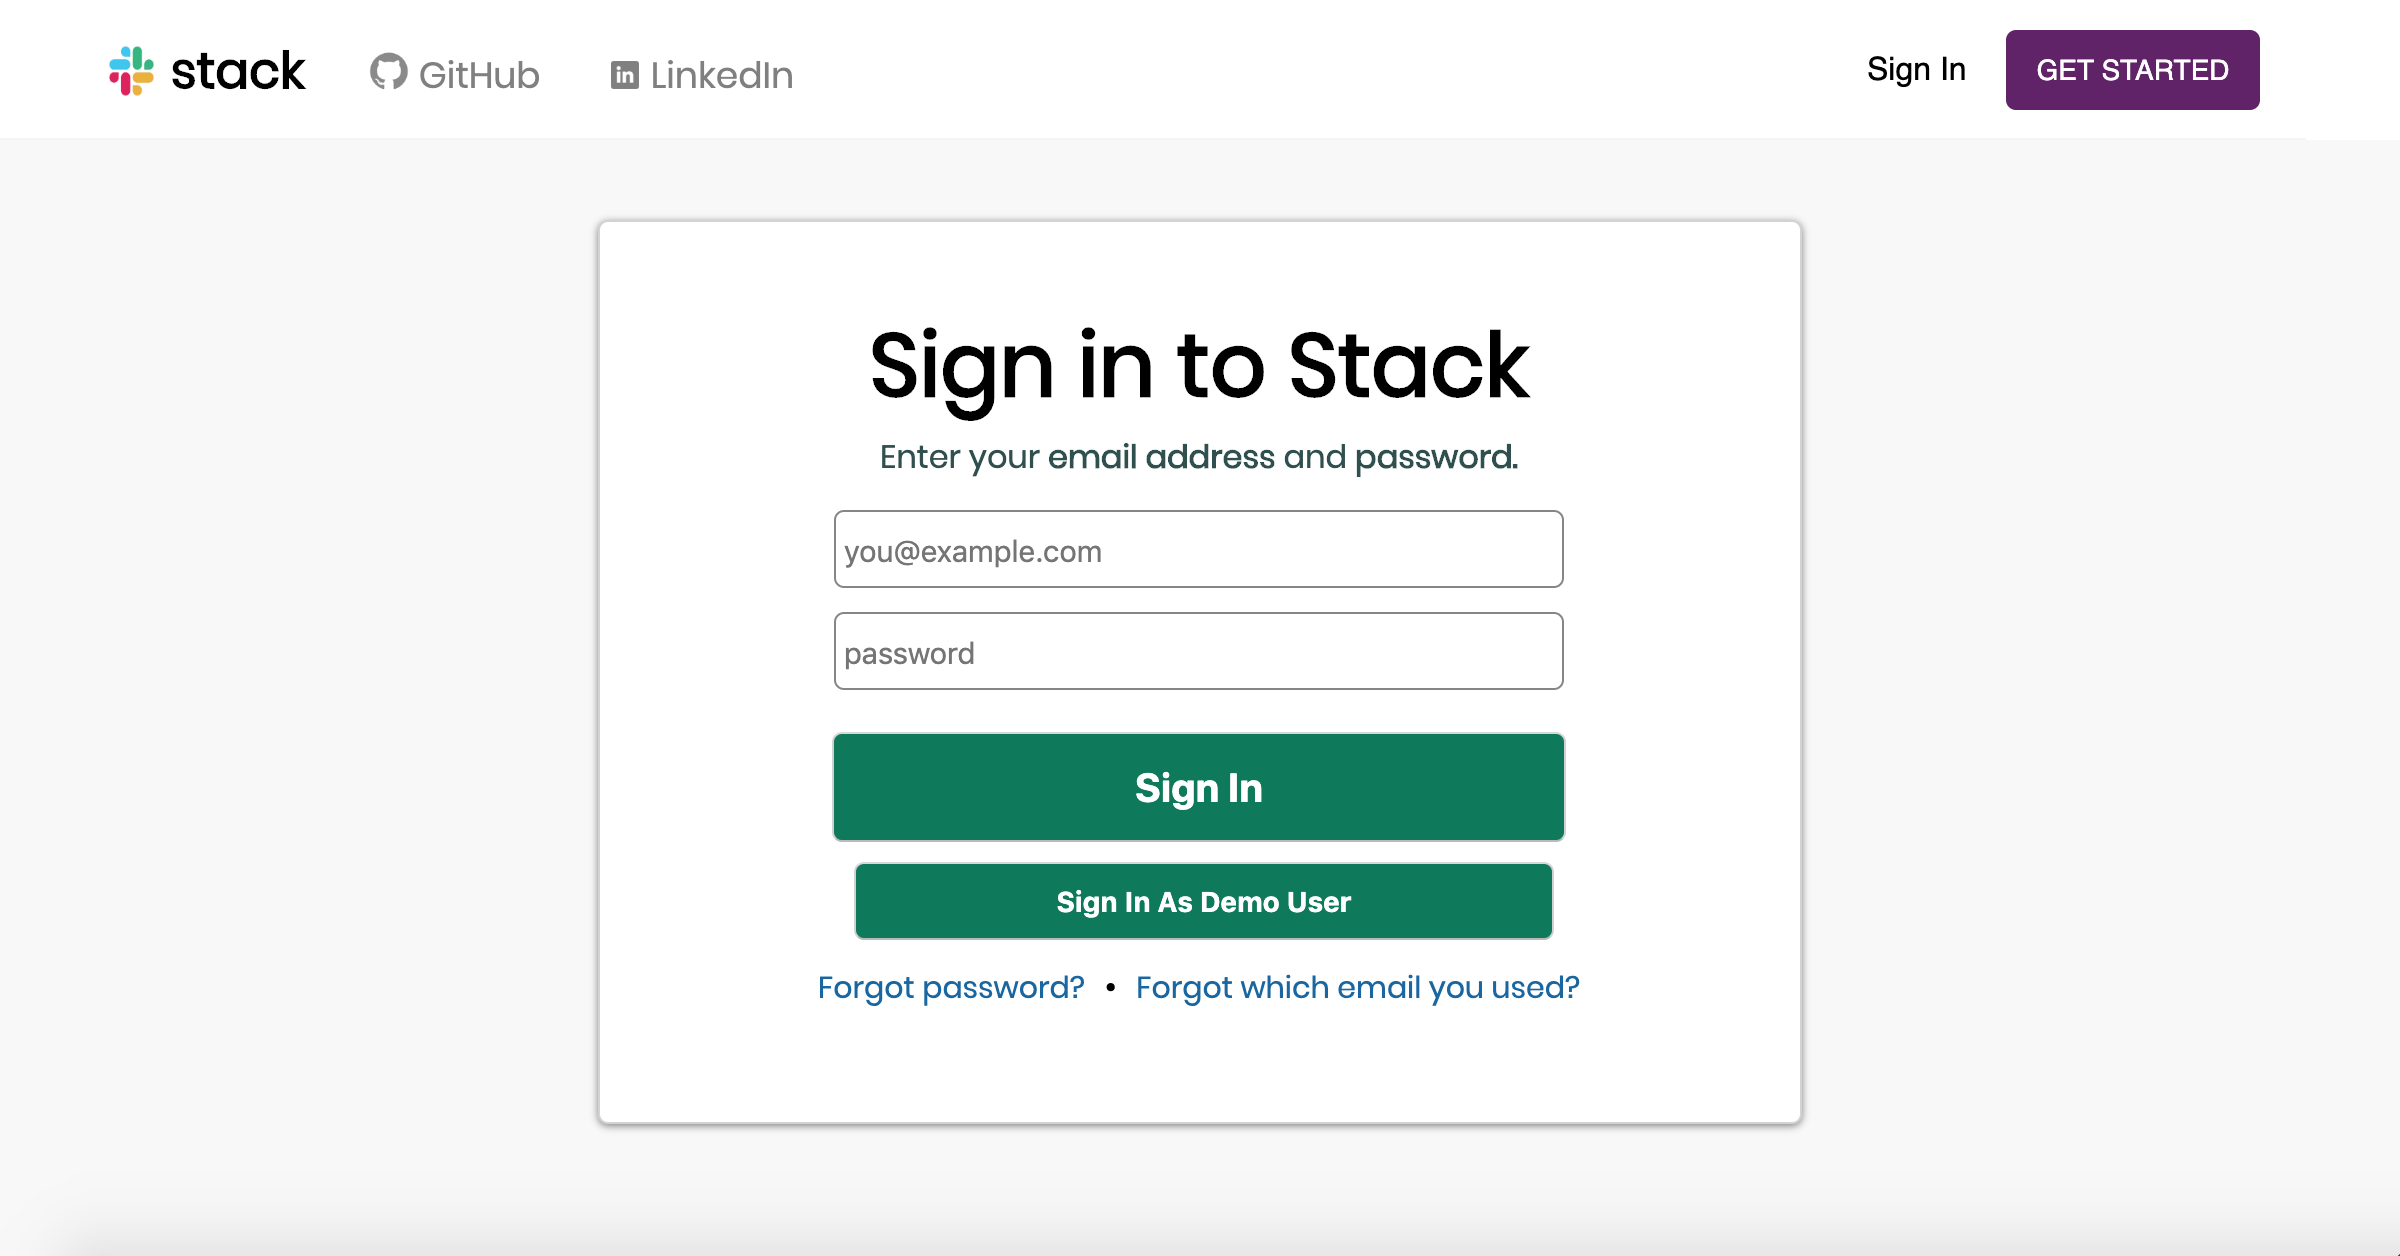 stack GitHub LinkedIn Sign In GET STARTED
Sign in to Stack
Enter your email address and password.
you@example.com
password
Sign In
Sign In As Demo User
Forgot password? • Forgot which email you used?